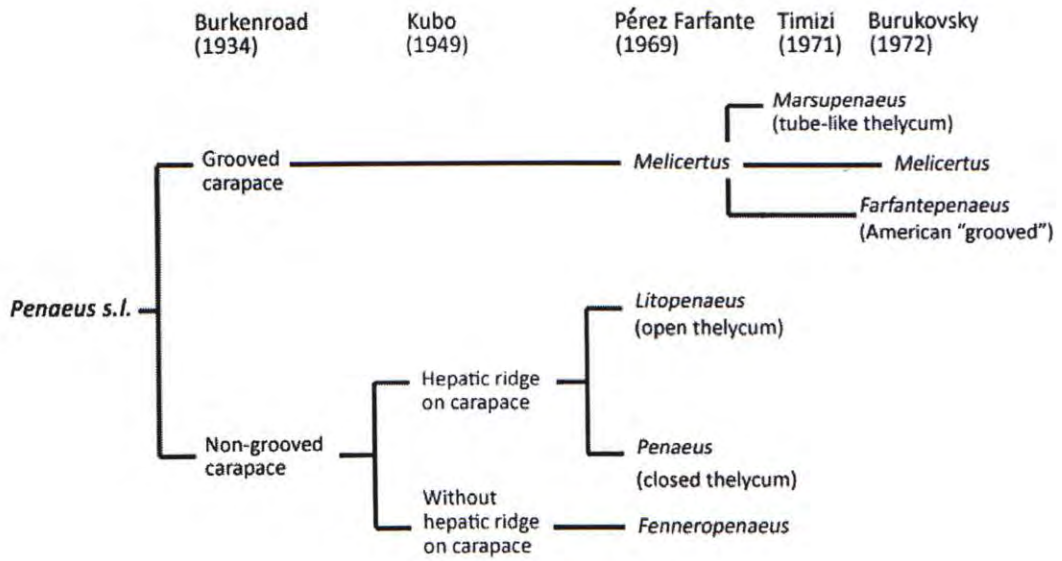 Burkenroad
(1934)
Kubo
(1949)
Pérez Farfante
(1969)
Timizi
(1971)
Burukovsky
(1972)
Marsupenaeus
(tube-like thelycum)
Grooved
carapace
Melicertus
Melicertus
Farfantepenaeus
(American "grooved")
Penaeus s.l.
Litopenaeus
(open thelycum)
Hepatic ridge
on carapace
Non-grooved
carapace
Penaeus
(closed thelycum)
Without
hepatic ridge
on carapace
Fenneropenaeus